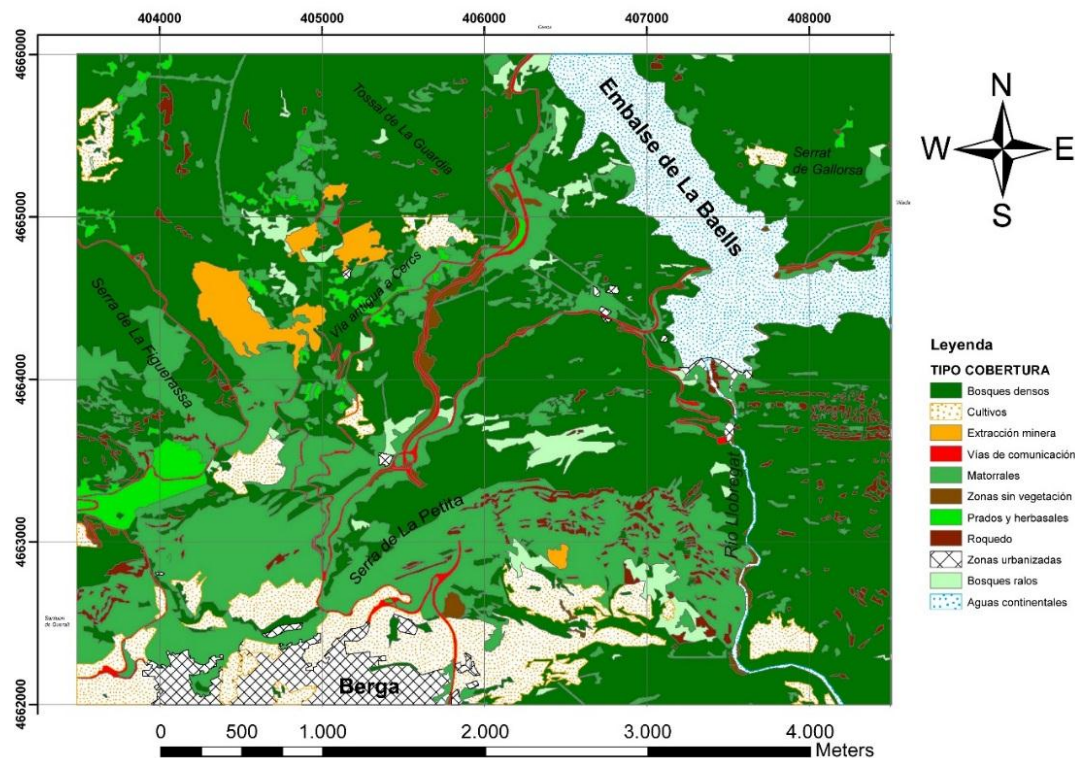 404000 405000 406000 407000 408000
4666000
4665000
4664000
4663000
4662000
Tossal de La Guardia
Embalse de La Baells
Serrat
de Gallorsa
Vía antigua a Cercs
Serra de La Figuerassa
Serra de La Petita
Río Llobregat
Berga
N
W E
S
Leyenda
TIPO COBERTURA
Bosques densos
Cultivos
Extracción minera
Vías de comunicación
Matorrales
Zonas sin vegetación
Prados y herbasales
Roquedo
Zonas urbanizadas
Bosques ralos
Aguas continentales
0 500 1.000 2.000 3.000 4.000
Meters